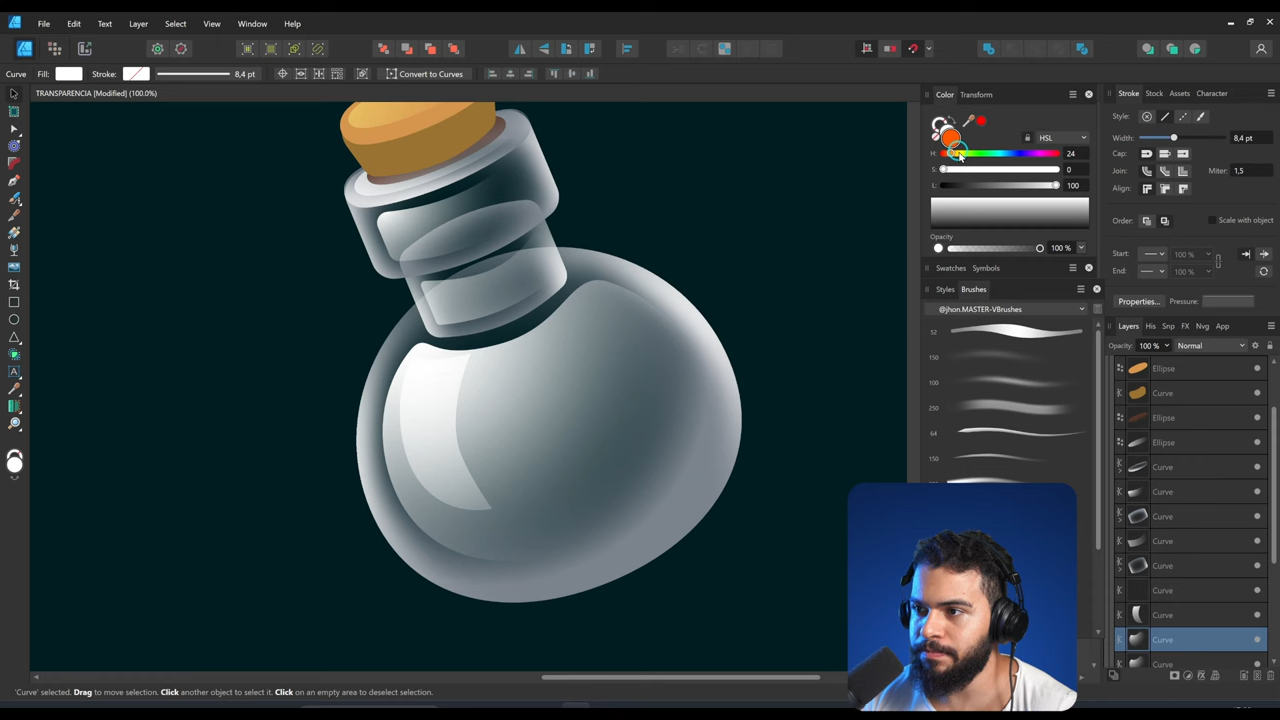 File Edit Text Layer Select View Window Help
Curve Fill: Stroke: 8,4 pt Convert to Curves
TRANSPARENCIA [Modified] (100.0%)
Color Transform
HSL
H: 24
S: 0
L: 100
Opacity
100 %
Swatches Symbols
Styles Brushes
@jhon.MASTER-VBrushes
52
150
100
250
64
150
Stroke Stock Assets Character
Style:
Width: 8,4 pt
Cap:
Join: Miter: 1,5
Align:
Order: Scale with object
Start: 100 % 100 %
End: 100 % 100 %
Properties... Pressure:
Layers His Snp FX Nvg App
Opacity: 100 % Normal
Ellipse
Curve
Ellipse
Ellipse
Curve
Curve
Curve
Curve
Curve
Curve
Curve
Curve
Curve
'Curve' selected. Drag to move selection. Click another object to select it. Click on an empty area to deselect selection.